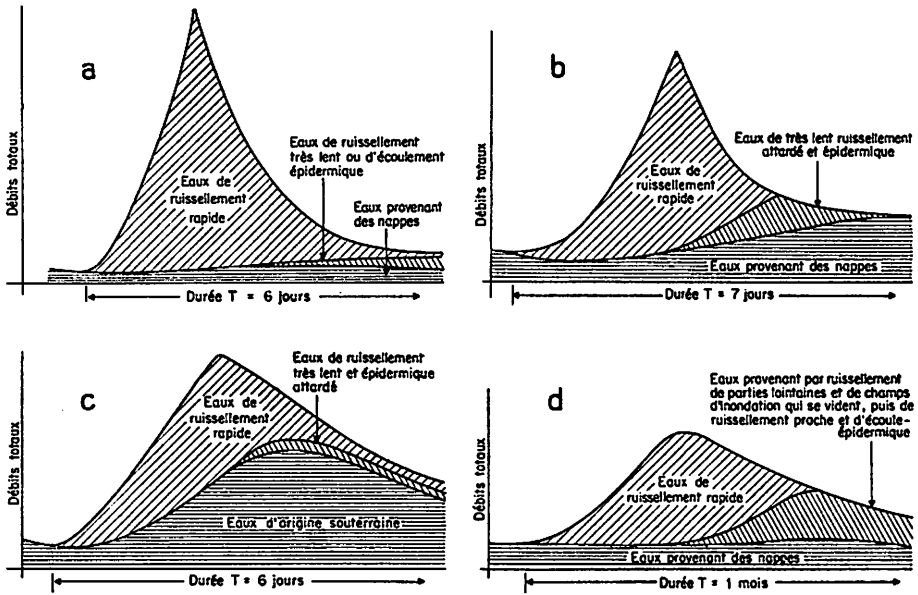 a
Débits totaux
Eaux de ruissellement
très lent ou d'écoulement
épidermique
Eaux de
ruissellement
rapide
Eaux provenant
des nappes
Durée T = 6 jours
b
Débits totaux
Eaux de très lent ruissellement
attardé et épidermique
Eaux de
ruissellement
rapide
Eaux provenant des nappes
Durée T = 7 jours
c
Débits totaux
Eaux de ruissellement
très lent et épidermique
attardé
Eaux de
ruissellement
rapide
Eaux d'origine souterraine
Durée T = 6 jours
d
Débits totaux
Eaux provenant par ruissellement
de parties lointaines et de champs
d'inondation qui se vident, puis de
ruissellement proche et d'écoule-
épidermique
Eaux de
ruissellement rapide
Eaux provenant des nappes
Durée T = 1 mois